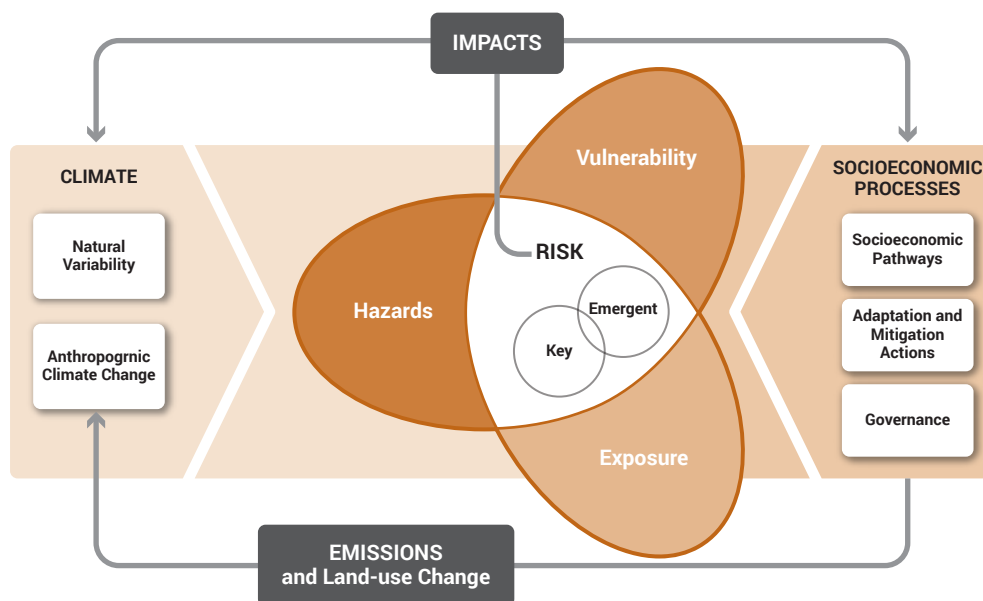 IMPACTS
CLIMATE
Natural
Variability
Anthropogrnic
Climate Change
Vulnerability
Hazards
RISK
Emergent
Key
Exposure
SOCIOECONOMIC
PROCESSES
Socioeconomic
Pathways
Adaptation and
Mitigation
Actions
Governance
EMISSIONS
and Land-use Change